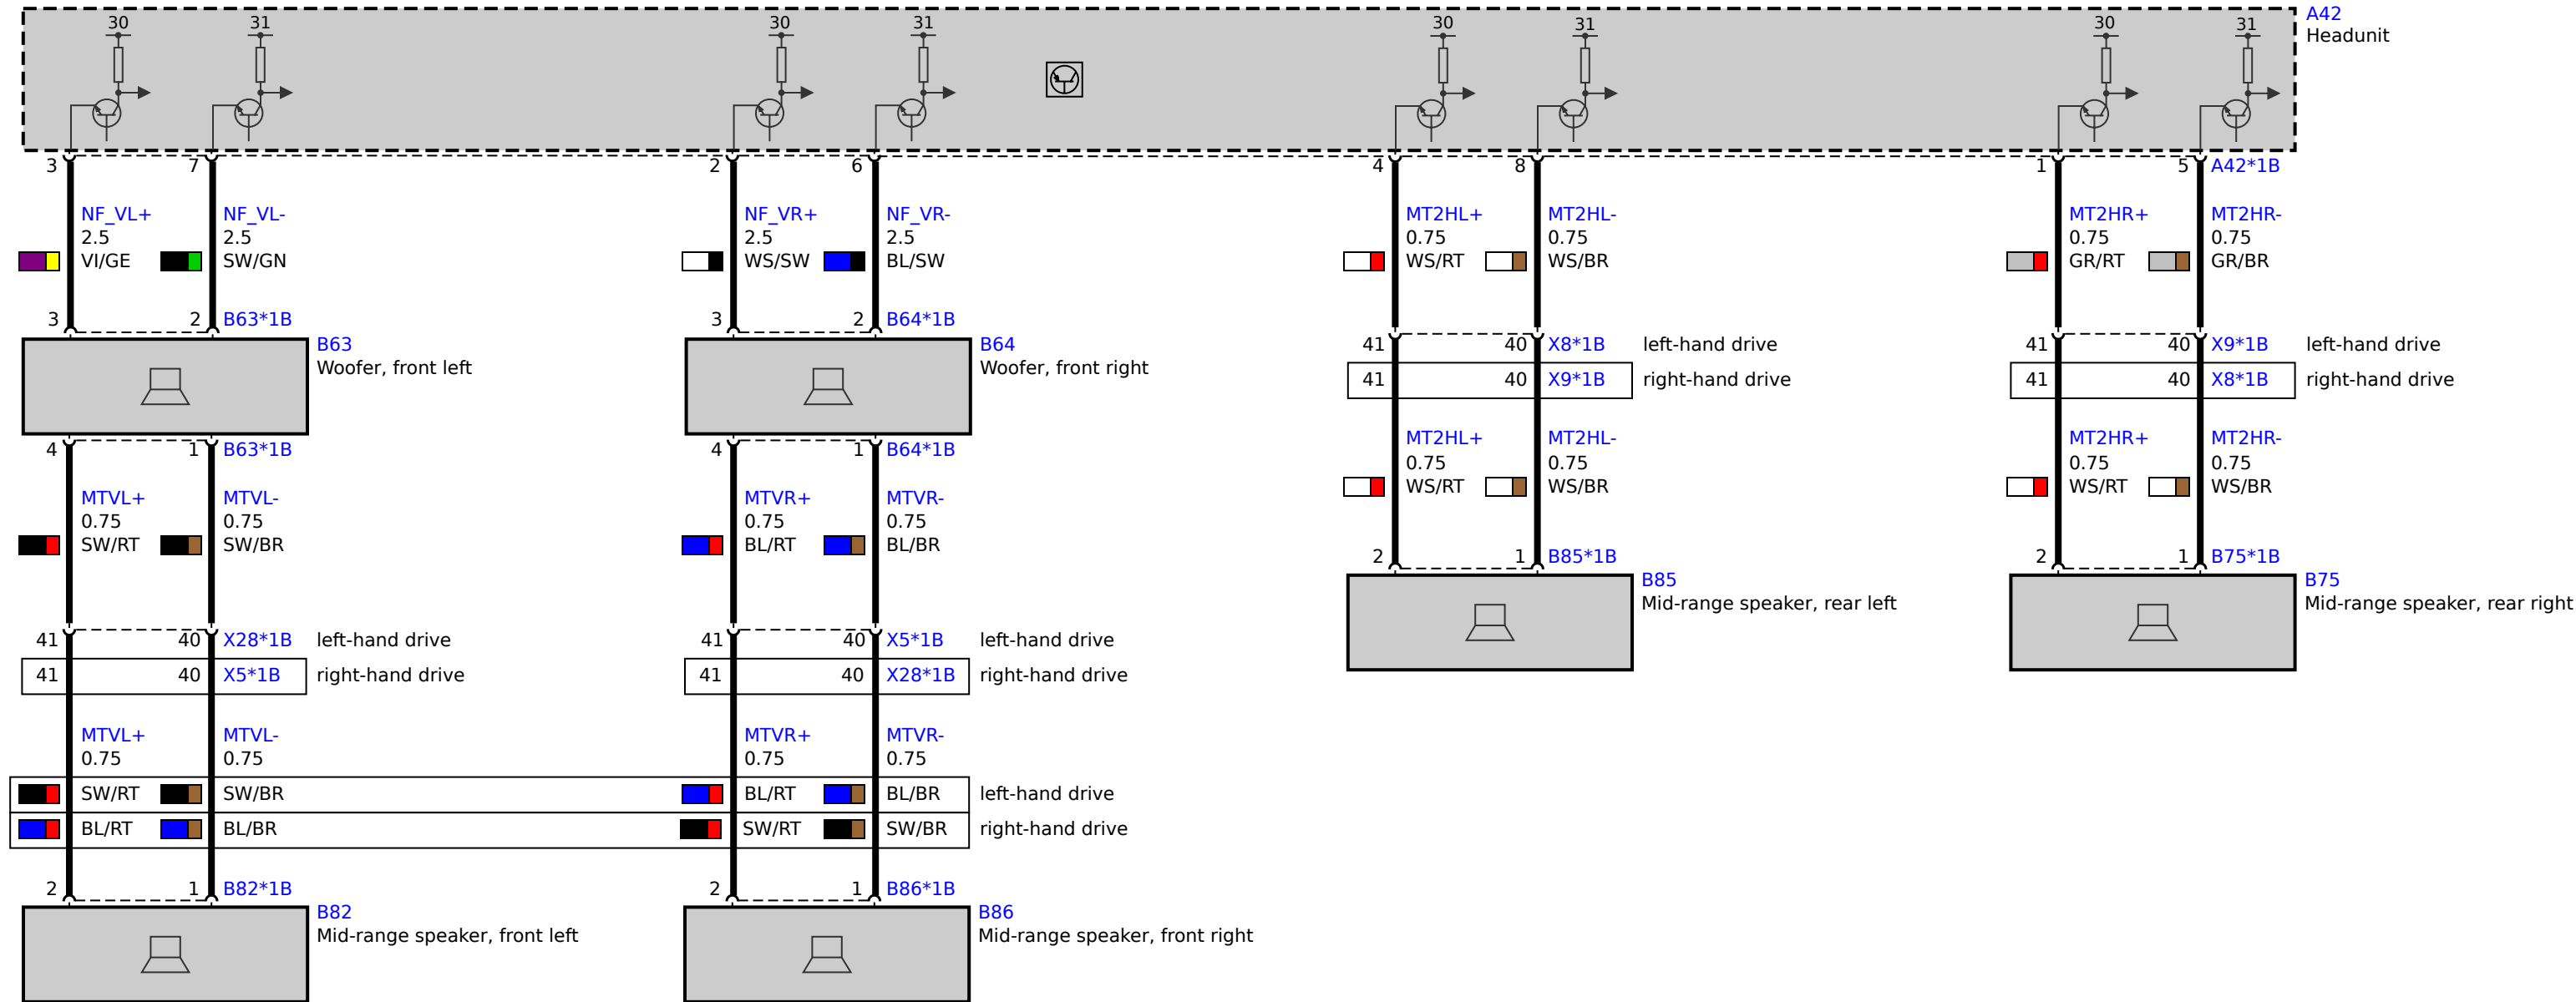 30 31 30 31 30 31 30 31
A42
Headunit
3 7 2 6 4 8 1 5 A42*1B
NF_VL+ NF_VL- NF_VR+ NF_VR- MT2HL+ MT2HL- MT2HR+ MT2HR-
2.5 2.5 2.5 2.5 0.75 0.75 0.75 0.75
VI/GE SW/GN WS/SW BL/SW WS/RT WS/BR GR/RT GR/BR
3 2 B63*1B 3 2 B64*1B
B63 B64 41 40 X8*1B left-hand drive 41 40 X9*1B left-hand drive
Woofer, front left Woofer, front right
41 40 X9*1B right-hand drive 41 40 X8*1B right-hand drive
4 1 B63*1B 4 1 B64*1B
MT2HL+ MT2HL- MT2HR+ MT2HR-
0.75 0.75 0.75 0.75
WS/RT WS/BR WS/RT WS/BR
MTVL+ MTVL- MTVR+ MTVR-
0.75 0.75 0.75 0.75
SW/RT SW/BR BL/RT BL/BR
2 1 B85*1B 2 1 B75*1B
B85 B75
Mid-range speaker, rear left Mid-range speaker, rear right
41 40 X28*1B left-hand drive 41 40 X5*1B left-hand drive
41 40 X5*1B right-hand drive 41 40 X28*1B right-hand drive
MTVL+ MTVL- MTVR+ MTVR-
0.75 0.75 0.75 0.75
SW/RT SW/BR BL/RT BL/BR left-hand drive
BL/RT BL/BR SW/RT SW/BR right-hand drive
2 1 B82*1B 2 1 B86*1B
B82 B86
Mid-range speaker, front left Mid-range speaker, front right